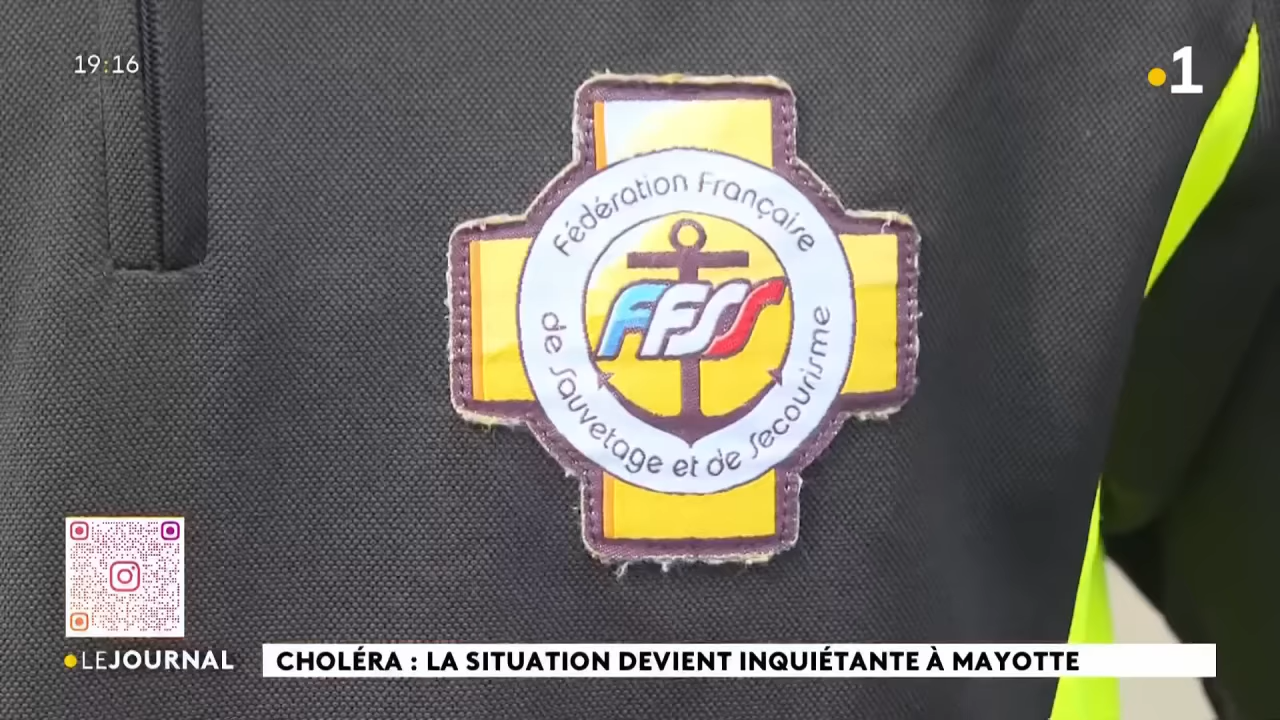 19:16
1
Fédération Française
FFSS
de Sauvetage et de Secourisme
LEJOURNAL
CHOLÉRA : LA SITUATION DEVIENT INQUIÉTANTE À MAYOTTE